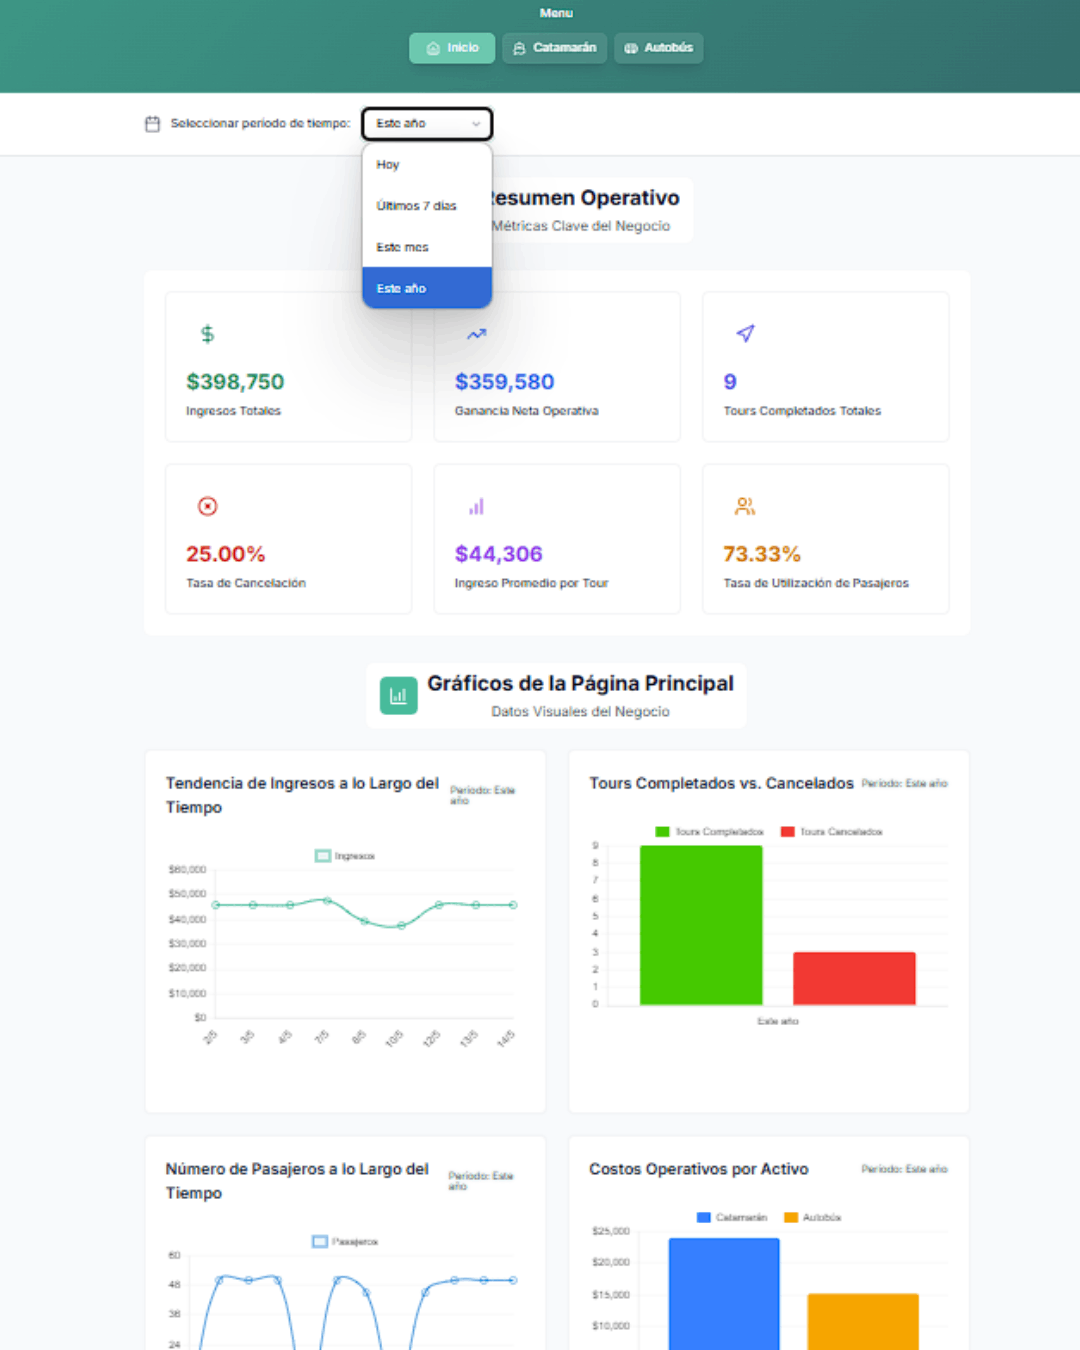 Menu
Inicio
Catamarán
Autobús
Seleccionar periodo de tiempo:
Este año
Hoy
Últimos 7 días
Este mes
Este año
Resumen Operativo
Métricas Clave del Negocio
$398,750
Ingresos Totales
$359,580
Ganancia Neta Operativa
9
Tours Completados Totales
25.00%
Tasa de Cancelación
$44,306
Ingreso Promedio por Tour
73.33%
Tasa de Utilización de Pasajeros
Gráficos de la Página Principal
Datos Visuales del Negocio
Tendencia de Ingresos a lo Largo del
Tiempo
Periodo: Este
año
Ingresos
$60,000
$50,000
$40,000
$30,000
$20,000
$10,000
$0
2/5
3/5
4/5
7/5
8/5
10/5
12/5
13/5
14/5
Tours Completados vs. Cancelados
Periodo: Este año
Tours Completados
Tours Cancelados
9
8
7
6
5
4
3
2
1
0
Este año
Número de Pasajeros a lo Largo del
Tiempo
Periodo: Este
año
Pasajeros
60
48
36
24
Costos Operativos por Activo
Periodo: Este año
Catamarán
Autobús
$25,000
$20,000
$15,000
$10,000